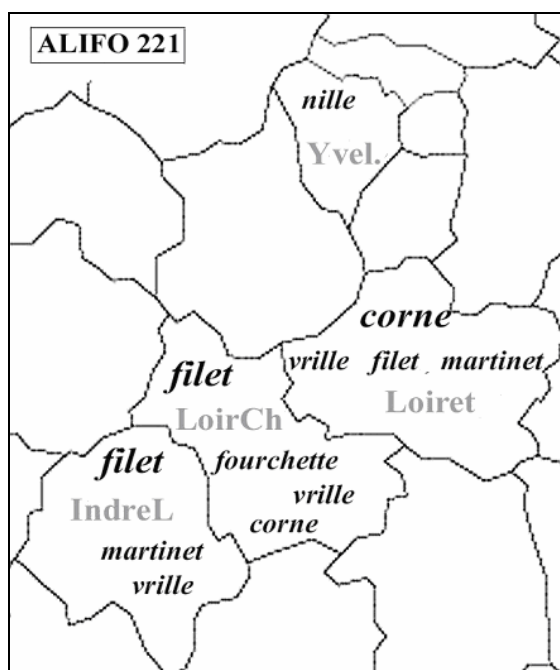 ALIFO 221
nille
Yvel.
corne
vrille filet martinet
Loiret
filet
LoirCh
fourchette
vrille
corne
filet
IndreL
martinet
vrille